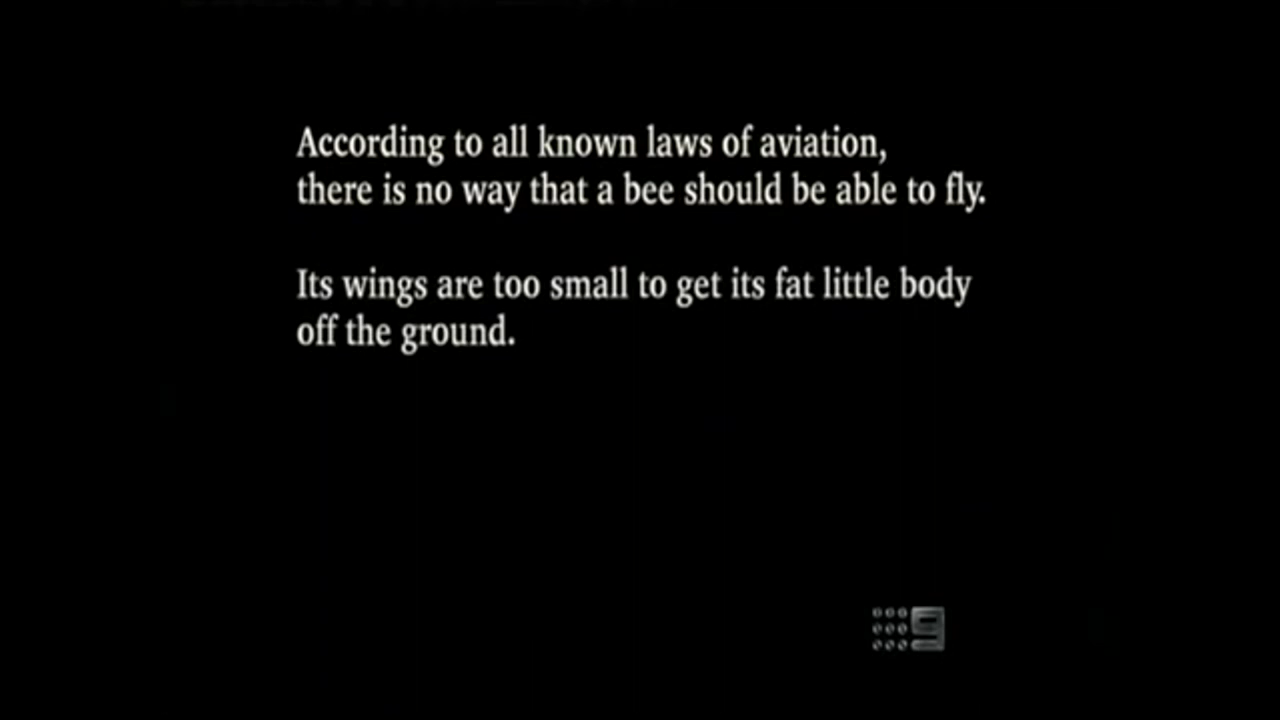 According to all known laws of aviation,
there is no way that a bee should be able to fly.
Its wings are too small to get its fat little body
off the ground.
9